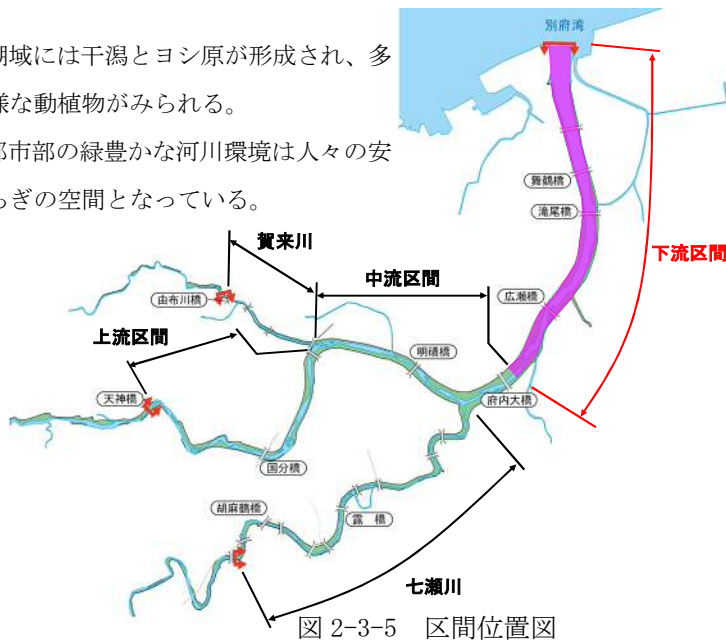 別府湾
潮域には干潟とヨシ原が形成され、多
様な動植物がみられる。
都市部の緑豊かな河川環境は人々の安
らぎの空間となっている。
舞鶴橋
滝尾橋
賀来川
下流区間
中流区間
由布川橋
広瀬橋
上流区間
明磧橋
天神橋
府内大橋
国分橋
胡麻鶴橋
露 橋
七瀬川
図 2-3-5 区間位置図